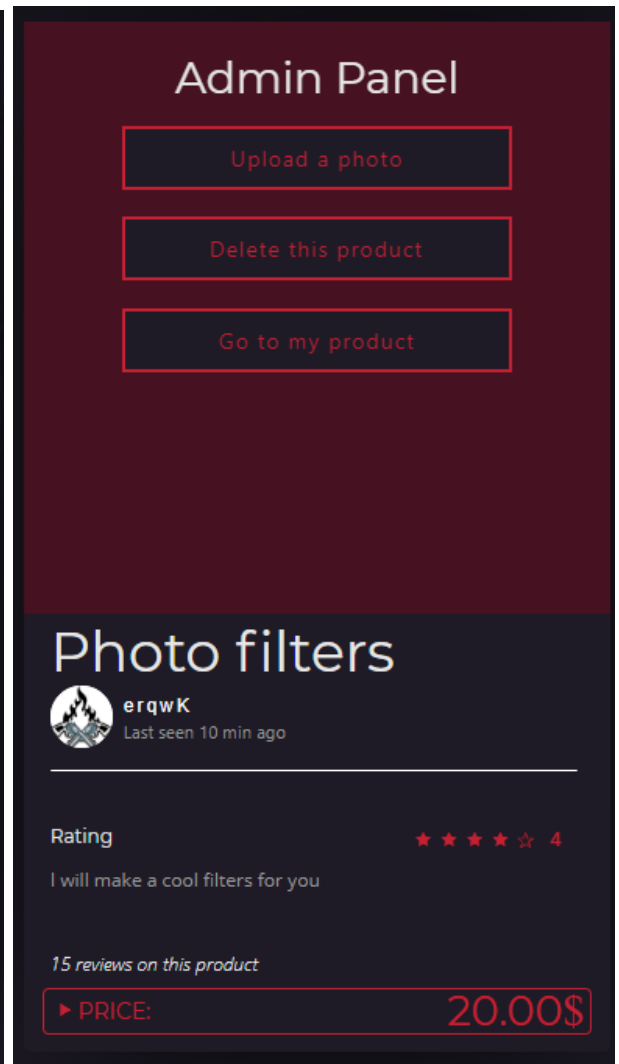 Admin Panel
Upload a photo
Delete this product
Go to my product
Photo filters
erqwK
Last seen 10 min ago
Rating
4
I will make a cool filters for you
15 reviews on this product
PRICE: 20.00$